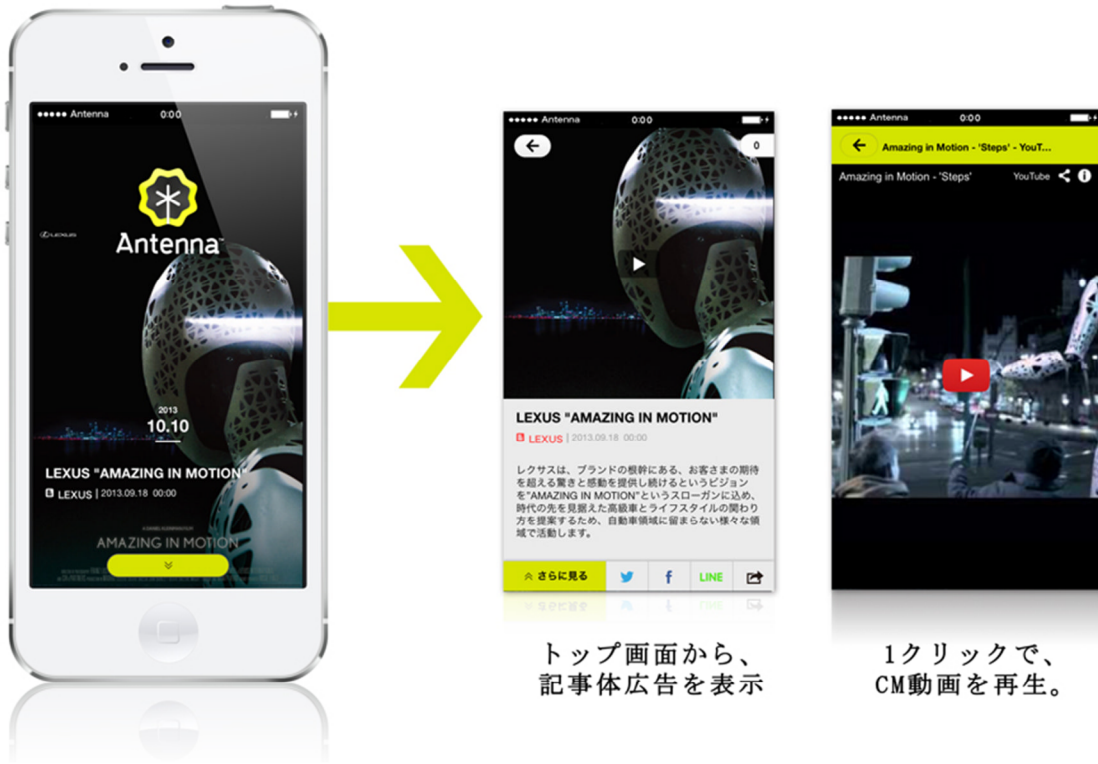 Antenna
0:00
LEXUS
Antenna
2013
10.10
LEXUS "AMAZING IN MOTION"
LEXUS | 2013.09.18 00:00
AMAZING IN MOTION
Antenna
0:00
0
LEXUS "AMAZING IN MOTION"
LEXUS | 2013.09.18 00:00
レクサスは、ブランドの根幹にある、お客さまの期待
を超える驚きと感動を提供し続けるというビジョン
を"AMAZING IN MOTION"というスローガンに込め、
時代の先を見据えた高級車とライフスタイルの関わり
方を提案するため、自動車領域に留まらない様々な領
域で活動します。
さらに見る
LINE
トップ画面から、
記事体広告を表示
Antenna
0:00
Amazing in Motion - 'Steps' - YouT...
Amazing in Motion - 'Steps'
YouTube
1クリックで、
CM動画を再生。